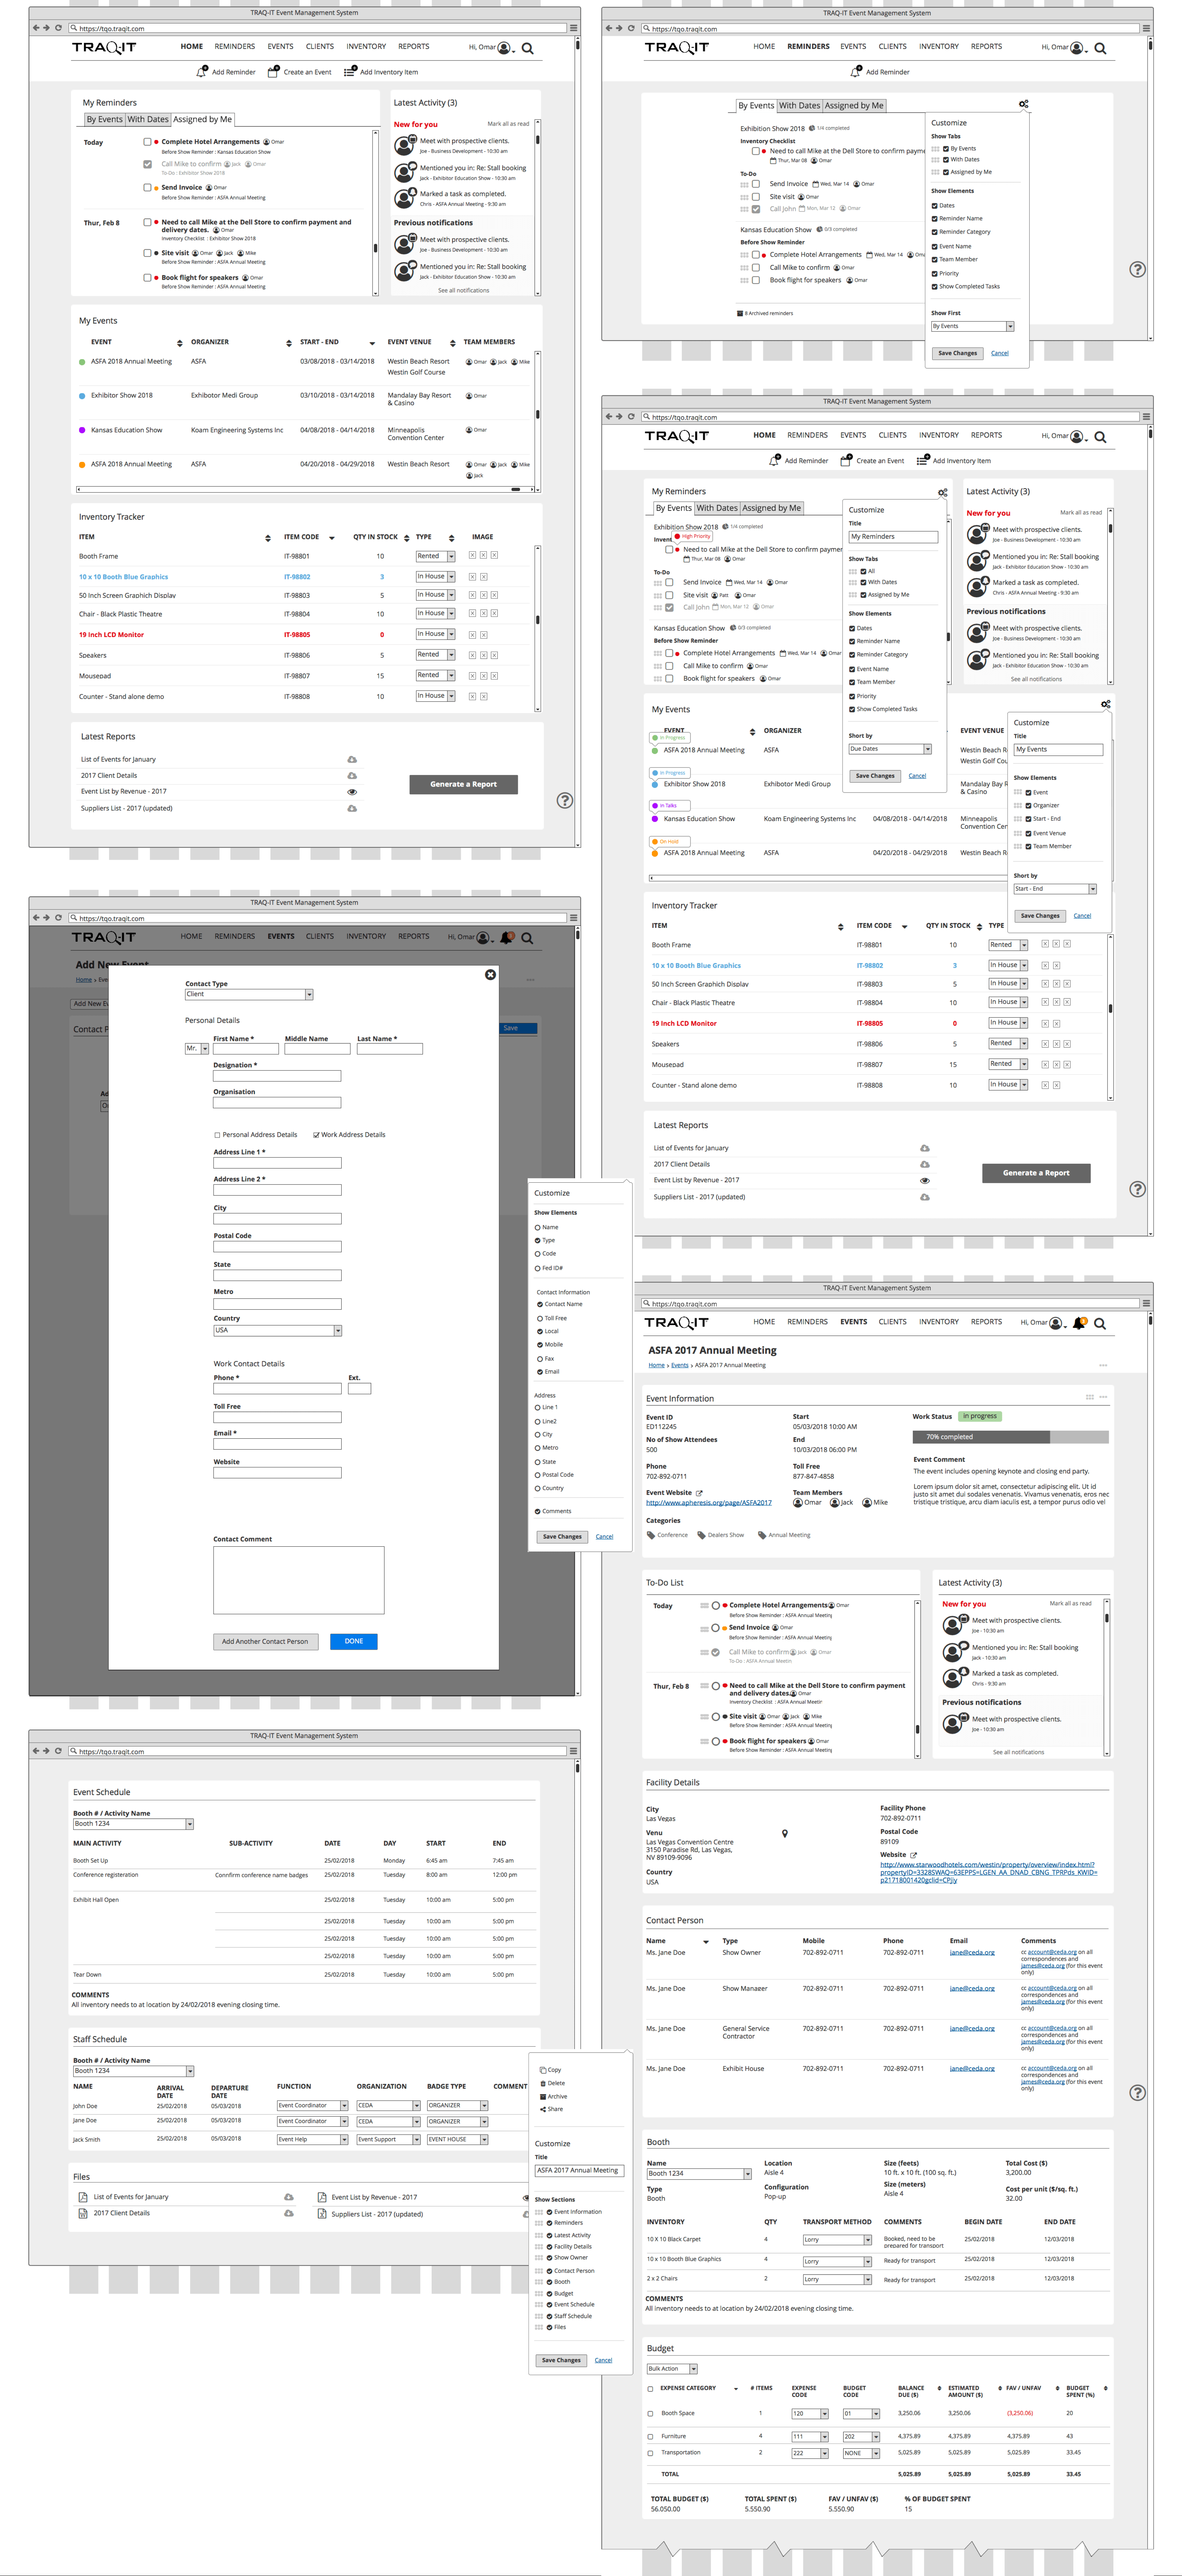 TRAQ-IT Event Management System
https://tqo.traqit.com
TRAQ-IT
HOME REMINDERS EVENTS CLIENTS INVENTORY REPORTS
Hi, Omar
Add Reminder Create an Event Add Inventory Item
My Reminders
By Events With Dates Assigned by Me
Today
Complete Hotel Arrangements Omar
Before Show Reminder : Kansas Education Show
Call Mike to confirm Jack Omar
To-Do : Exhibitor Show 2018
Send Invoice Omar
Before Show Reminder : ASFA Annual Meeting
Thur, Feb 8
Need to call Mike at the Dell Store to confirm payment and
delivery dates. Omar
Inventory Checklist : Exhibitor Show 2018
Site visit Omar Jack Mike
Before Show Reminder : ASFA Annual Meeting
Book flight for speakers Omar
Before Show Reminder : ASFA Annual Meeting
Latest Activity (3)
New for you Mark all as read
Meet with prospective clients.
Joe - Business Development - 10:30 am
Mentioned you in: Re: Stall booking
Jack - Exhibitor Education Show - 10:30 am
Marked a task as completed.
Chris - ASFA Annual Meeting - 9:30 am
Previous notifications
Meet with prospective clients.
Joe - Business Development - 10:30 am
Mentioned you in: Re: Stall booking
Jack - Exhibitor Education Show - 10:30 am
See all notifications
My Events
EVENT ORGANIZER START - END EVENT VENUE TEAM MEMBERS
ASFA 2018 Annual Meeting ASFA 03/08/2018 - 03/14/2018 Westin Beach Resort Omar Jack Mike
Westin Golf Course
Exhibitor Show 2018 Exhibotor Medi Group 03/10/2018 - 03/14/2018 Mandalay Bay Resort Omar
& Casino
Kansas Education Show Koam Engineering Systems Inc 04/08/2018 - 04/14/2018 Minneapolis Omar
Convention Center
ASFA 2018 Annual Meeting ASFA 04/20/2018 - 04/29/2018 Westin Beach Resort Omar Jack Mike
Jack
Inventory Tracker
ITEM ITEM CODE QTY IN STOCK TYPE IMAGE
Booth Frame IT-98801 10 Rented
10 x 10 Booth Blue Graphics IT-98802 3 In House
50 Inch Screen Graphich Display IT-98803 5 In House
Chair - Black Plastic Theatre IT-98804 10 In House
19 Inch LCD Monitor IT-98805 0 In House
Speakers IT-98806 5 Rented
Mousepad IT-98807 15 Rented
Counter - Stand alone demo IT-98808 10 In House
Latest Reports
List of Events for January
2017 Client Details
Event List by Revenue - 2017
Suppliers List - 2017 (updated)
Generate a Report
?
TRAQ-IT Event Management System
https://tqo.traqit.com
TRAQ-IT
HOME REMINDERS EVENTS CLIENTS INVENTORY REPORTS
Hi, Omar
Add Reminder
By Events With Dates Assigned by Me
Exhibition Show 2018 1/4 completed
Inventory Checklist
Need to call Mike at the Dell Store to confirm payme
Thur, Mar 08 Omar
To-Do
Send Invoice Wed, Mar 14 Omar
Site visit Omar
Call John Mon, Mar 12 Omar
Kansas Education Show 0/3 completed
Before Show Reminder
Complete Hotel Arrangements Wed, Mar 14
Call Mike to confirm Omar
Book flight for speakers Omar
8 Archived reminders
Customize
Show Tabs
By Events
With Dates
Assigned by Me
Show Elements
Dates
Reminder Name
Reminder Category
Event Name
Team Member
Priority
Show Completed Tasks
Show First
By Events
Save Changes Cancel
?
TRAQ-IT Event Management System
https://tqo.traqit.com
TRAQ-IT
HOME REMINDERS EVENTS CLIENTS INVENTORY REPORTS
Hi, Omar
Add Reminder Create an Event Add Inventory Item
My Reminders
By Events With Dates Assigned by Me
Exhibition Show 2018 1/4 completed
High Priority
Need to call Mike at the Dell Store to confirm paymer
Thur, Mar 08 Omar
To-Do
Send Invoice Wed, Mar 14 Omar
Site visit Patt Omar
Call John Mon, Mar 12 Omar
Kansas Education Show 0/3 completed
Before Show Reminder
Complete Hotel Arrangements Wed, Mar 14 Omar
Call Mike to confirm Omar
Book flight for speakers Omar
Customize
Title
My Reminders
Show Tabs
All
With Dates
Assigned by Me
Show Elements
Dates
Reminder Name
Reminder Category
Event Name
Team Member
Priority
Show Completed Tasks
Short by
Due Dates
Save Changes Cancel
Latest Activity (3)
New for you Mark all as read
Meet with prospective clients.
Joe - Business Development - 10:30 am
Mentioned you in: Re: Stall booking
Jack - Exhibitor Education Show - 10:30 am
Marked a task as completed.
Chris - ASFA Annual Meeting - 9:30 am
Previous notifications
Meet with prospective clients.
Joe - Business Development - 10:30 am
Mentioned you in: Re: Stall booking
Jack - Exhibitor Education Show - 10:30 am
See all notifications
My Events
EVENT ORGANIZER EVENT VENUE
In Progress
ASFA 2018 Annual Meeting ASFA Westin Beach R
Westin Golf Cou
In Progress
Exhibitor Show 2018 Exhibotor Medi Group Mandalay Bay R
& Casino
In Talks
Kansas Education Show Koam Engineering Systems Inc 04/08/2018 - 04/14/2018 Minneapolis
Convention Cer
On Hold
ASFA 2018 Annual Meeting ASFA 04/20/2018 - 04/29/2018 Westin Beach R
Customize
Title
My Events
Show Elements
Event
Organizer
Start - End
Event Venue
Team Member
Short by
Start - End
Save Changes Cancel
Inventory Tracker
ITEM ITEM CODE QTY IN STOCK TYPE
Booth Frame IT-98801 10 Rented
10 x 10 Booth Blue Graphics IT-98802 3 In House
50 Inch Screen Graphich Display IT-98803 5 In House
Chair - Black Plastic Theatre IT-98804 10 In House
19 Inch LCD Monitor IT-98805 0 In House
Speakers IT-98806 5 Rented
Mousepad IT-98807 15 Rented
Counter - Stand alone demo IT-98808 10 In House
Latest Reports
List of Events for January
2017 Client Details
Event List by Revenue - 2017
Suppliers List - 2017 (updated)
Generate a Report
?
TRAQ-IT Event Management System
https://tqo.traqit.com
TRAQ-IT
HOME REMINDERS EVENTS CLIENTS INVENTORY REPORTS
Hi, Omar
Add New Event
Home » Eve
Add New Ev
Contact P
Save
Contact Type
Client
Personal Details
First Name * Middle Name Last Name *
Mr.
Designation *
Organisation
Personal Address Details Work Address Details
Address Line 1 *
Address Line 2 *
City
Postal Code
State
Metro
Country
USA
Work Contact Details
Phone * Ext.
Toll Free
Email *
Website
Contact Comment
Add Another Contact Person DONE
Customize
Show Elements
Name
Type
Code
Fed ID#
Contact Information
Contact Name
Toll Free
Local
Mobile
Fax
Email
Address
Line 1
Line2
City
Metro
State
Postal Code
Country
Comments
Save Changes Cancel
TRAQ-IT Event Management System
https://tqo.traqit.com
TRAQ-IT
HOME REMINDERS EVENTS CLIENTS INVENTORY REPORTS
Hi, Omar
ASFA 2017 Annual Meeting
Home » Events » ASFA 2017 Annual Meeting
Event Information
Event ID
ED112245
Start
05/03/2018 10:00 AM
Work Status in progress
No of Show Attendees
500
End
10/03/2018 06:00 PM
70% completed
Phone
702-892-0711
Toll Free
877-847-4858
Event Comment
The event includes opening keynote and closing end party.
Lorem ipsum dolor sit amet, consectetur adipiscing elit. Ut id
justo sit amet dui sodales venenatis. Vivamus venenatis, eros nec
tristique tristique, arcu diam iaculis est, a tempor purus odio vel
Event Website
http://www.apheresis.org/page/ASFA2017
Team Members
Omar Jack Mike
Categories
Conference Dealers Show Annual Meeting
To-Do List
Today
Complete Hotel Arrangements Omar
Before Show Reminder : ASFA Annual Meeting
Send Invoice Omar
Before Show Reminder : ASFA Annual Meeting
Call Mike to confirm Jack Omar
To-Do : ASFA Annual Meetin
Thur, Feb 8
Need to call Mike at the Dell Store to confirm payment
and delivery dates. Omar
Inventory Checklist : ASFA Annual Meetir
Site visit Omar Jack Mike
Before Show Reminder : ASFA Annual Meeting
Book flight for speakers Omar
Before Show Reminder : ASFA Annual Meeting
Latest Activity (3)
New for you Mark all as read
Meet with prospective clients.
Joe - 10:30 am
Mentioned you in: Re: Stall booking
Jack - 10:30 am
Marked a task as completed.
Chris - 9:30 am
Previous notifications
Meet with prospective clients.
Joe - 10:30 am
See all notifications
Facility Details
City
Las Vegas
Facility Phone
702-892-0711
Venu
Las Vegas Convention Centre
3150 Paradise Rd, Las Vegas,
NV 89109-9096
Postal Code
89109
Website
Country
USA
Contact Person
Name Type Mobile Phone Email Comments
Ms. Jane Doe Show Owner 702-892-0711 702-892-0711 jane@ceda.org cc account@ceda.org on all
correspondences and
james@ceda.org (for this event
only)
Ms. Jane Doe Show Manager 702-892-0711 702-892-0711 jane@ceda.org cc account@ceda.org on all
correspondences and
james@ceda.org (for this event
only)
Ms. Jane Doe General Service 702-892-0711 702-892-0711 jane@ceda.org cc account@ceda.org on all
Contractor correspondences and
james@ceda.org (for this event
only)
Ms. Jane Doe Exhibit House 702-892-0711 702-892-0711 jane@ceda.org cc account@ceda.org on all
correspondences and
james@ceda.org (for this event
only)
?
Booth
Name Location Size (feets) Total Cost ($)
Booth 1234 Aisle 4 10 ft. x 10 ft. (100 sq. ft.) 3,200.00
Type Configuration Size (meters) Cost per unit ($/sq. ft.)
Booth Pop-up Aisle 4 32.00
INVENTORY QTY TRANSPORT METHOD COMMENTS BEGIN DATE END DATE
10 X 10 Black Carpet 4 Lorry Booked, need to be 25/02/2018 12/03/2018
prepared for transport
10 x 10 Booth Blue Graphics 4 Lorry Ready for transport 25/02/2018 12/03/2018
2 x 2 Chairs 2 Lorry Ready for transport 25/02/2018 12/03/2018
COMMENTS
All inventory needs to at location by 24/02/2018 evening closing time.
Budget
Bulk Action
EXPENSE CATEGORY # ITEMS EXPENSE CODE BUDGET CODE BALANCE DUE ($) ESTIMATED AMOUNT ($) FAV / UNFAV BUDGET SPENT (%)
Booth Space 1 120 01 3,250.06 3,250.06 (3,250.06) 20
Furniture 4 111 202 4,375.89 4,375.89 4,375.89 43
Transportation 2 222 NONE 5,025.89 5,025.89 5,025.89 33.45
TOTAL 5,025.89 5,025.89 5,025.89 33.45
TOTAL BUDGET ($) TOTAL SPENT ($) FAV / UNFAV ($) % OF BUDGET SPENT
56.050.00 5.550.90 5.550.90 15
TRAQ-IT Event Management System
https://tqo.traqit.com
Event Schedule
Booth # / Activity Name
Booth 1234
MAIN ACTIVITY SUB-ACTIVITY DATE DAY START END
Booth Set Up 25/02/2018 Monday 6:45 am 7:45 am
Conference reqisteration Connfirm conference name badges 25/02/2018 Tuesday 8:00 am 12:00 pm
Exhibit Hall Open 25/02/2018 Tuesday 10:00 am 5:00 pm
25/02/2018 Tuesday 10:00 am 5:00 pm
25/02/2018 Tuesday 10:00 am 5:00 pm
25/02/2018 Tuesday 10:00 am 5:00 pm
Tear Down 25/02/2018 Tuesday 10:00 am 5:00 pm
COMMENTS
All inventory needs to at location by 24/02/2018 evening closing time.
Staff Schedule
Booth # / Activity Name
Booth 1234
NAME ARRIVAL DATE DEPARTURE DATE FUNCTION ORGANIZATION BADGE TYPE COMMENT
John Doe 25/02/2018 05/03/2018 Event Coordinator CEDA ORGANIZER
Jane Doe 25/02/2018 05/03/2018 Event Coordinator CEDA ORGANIZER
Jack Smith 25/02/2018 05/03/2018 Event Help Event Support EVENT HOUSE
Files
List of Events for January Event List by Revenue - 2017
2017 Client Details Suppliers List - 2017 (updated)
Copy
Delete
Archive
Share
Customize
Title
ASFA 2017 Annual Meeting
Show Sections
Event Information
Reminders
Latest Activity
Facility Details
Show Owner
Contact Person
Booth
Budget
Event Schedule
Staff Schedule
Files
Save Changes Cancel